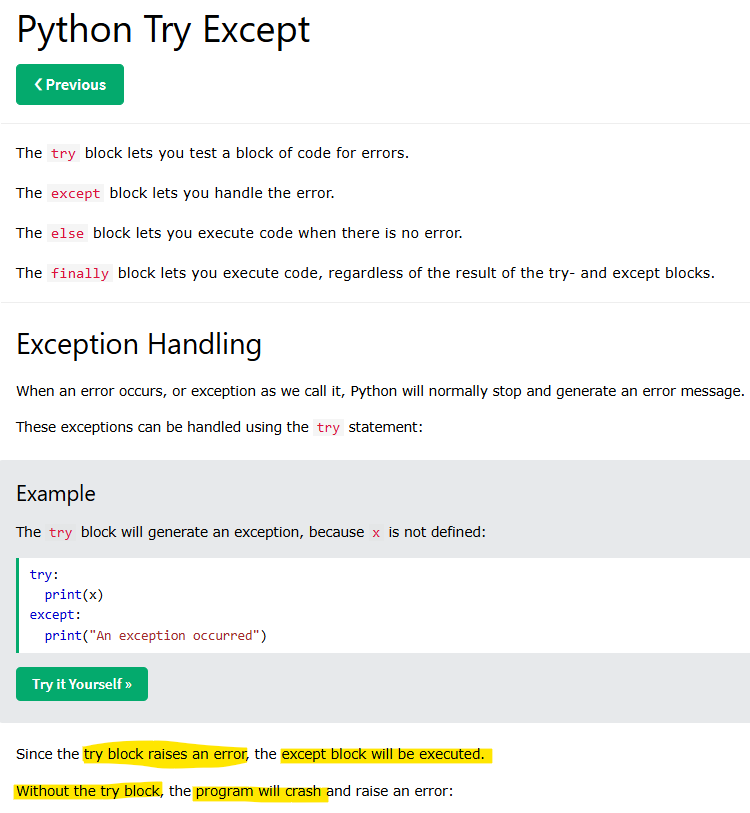 Python Try Except
❮ Previous
The try block lets you test a block of code for errors.
The except block lets you handle the error.
The else block lets you execute code when there is no error.
The finally block lets you execute code, regardless of the result of the try- and except blocks.
Exception Handling
When an error occurs, or exception as we call it, Python will normally stop and generate an error message.
These exceptions can be handled using the try statement:
Example
The try block will generate an exception, because x is not defined:
try:
  print(x)
except:
  print("An exception occurred")
Try it Yourself »
Since the try block raises an error, the except block will be executed.
Without the try block, the program will crash and raise an error: